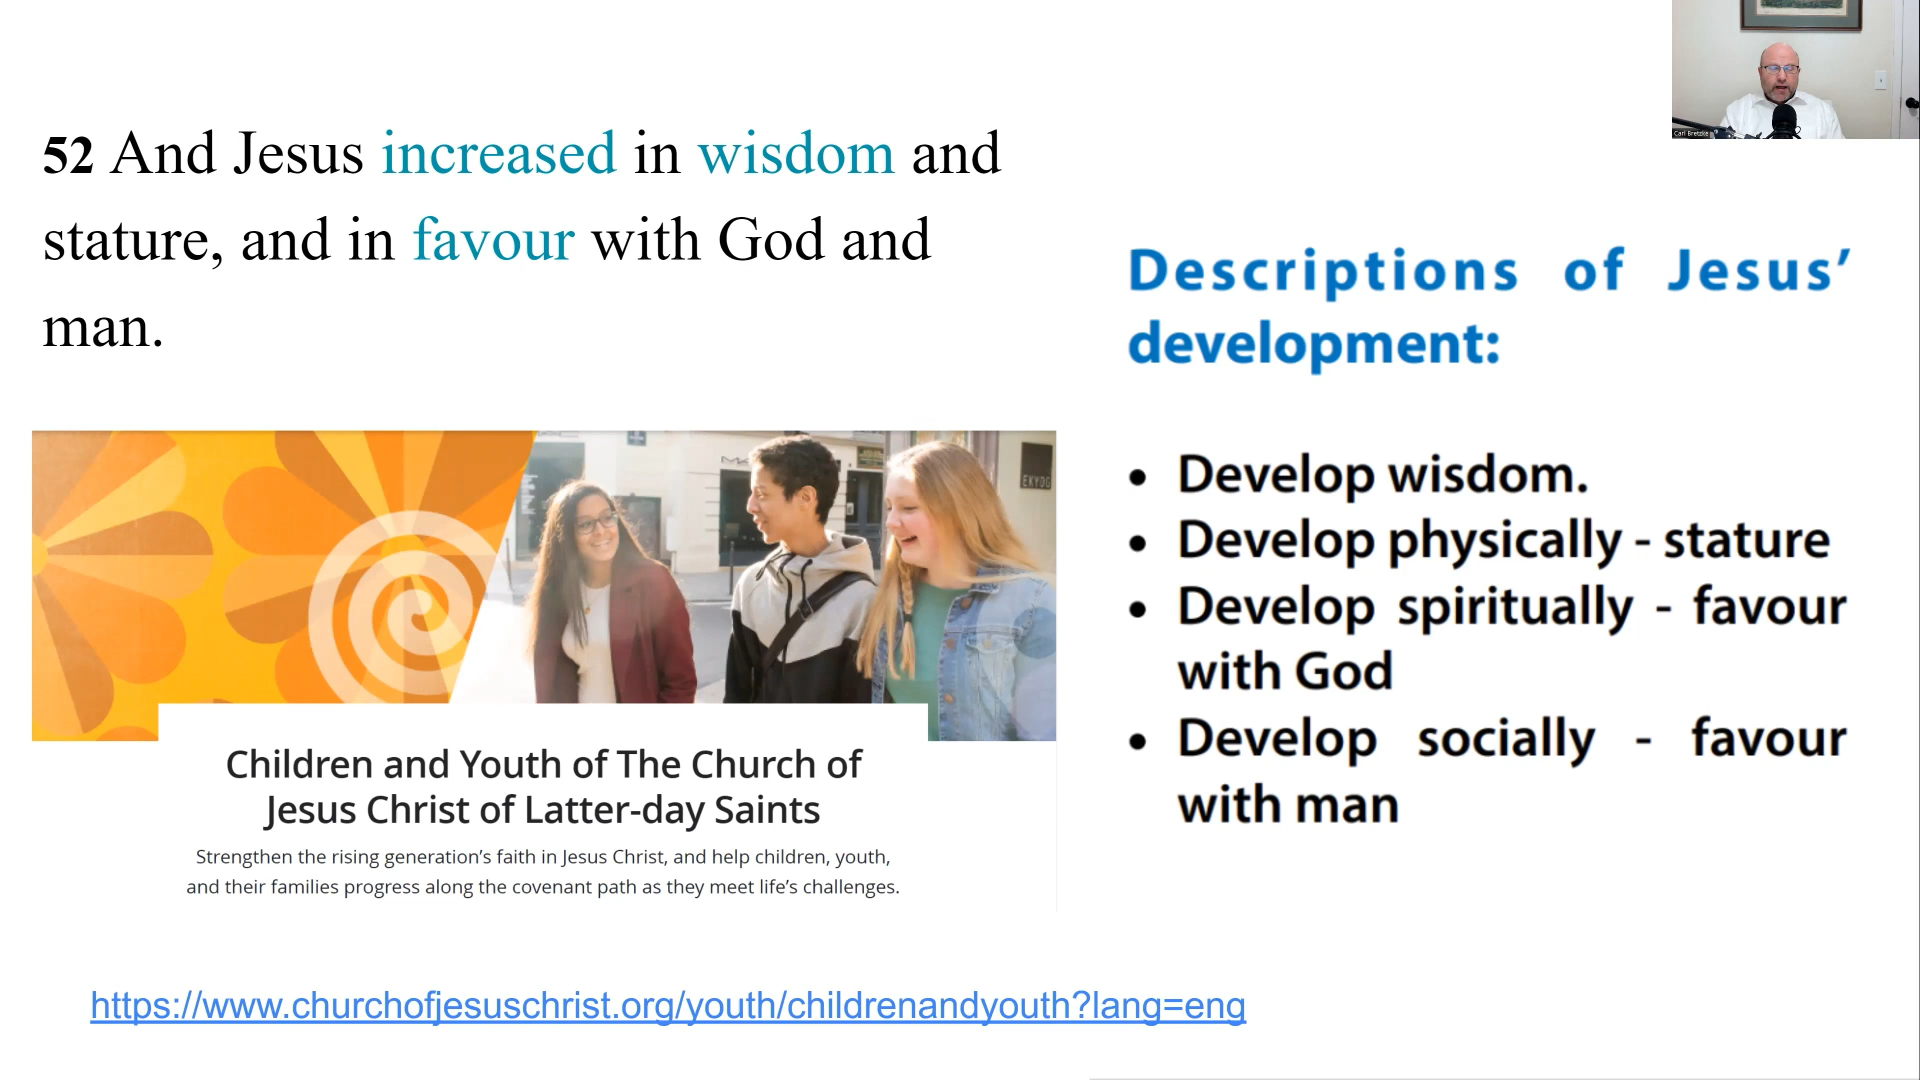 52 And Jesus increased in wisdom and
stature, and in favour with God and
man.
EKYOG
Children and Youth of The Church of
Jesus Christ of Latter-day Saints
Strengthen the rising generation’s faith in Jesus Christ, and help children, youth,
and their families progress along the covenant path as they meet life’s challenges.
https://www.churchofjesuschrist.org/youth/childrenandyouth?lang=eng
Carl Bretzke
Descriptions of Jesus’
development:
• Develop wisdom.
• Develop physically - stature
• Develop spiritually - favour
with God
• Develop socially - favour
with man